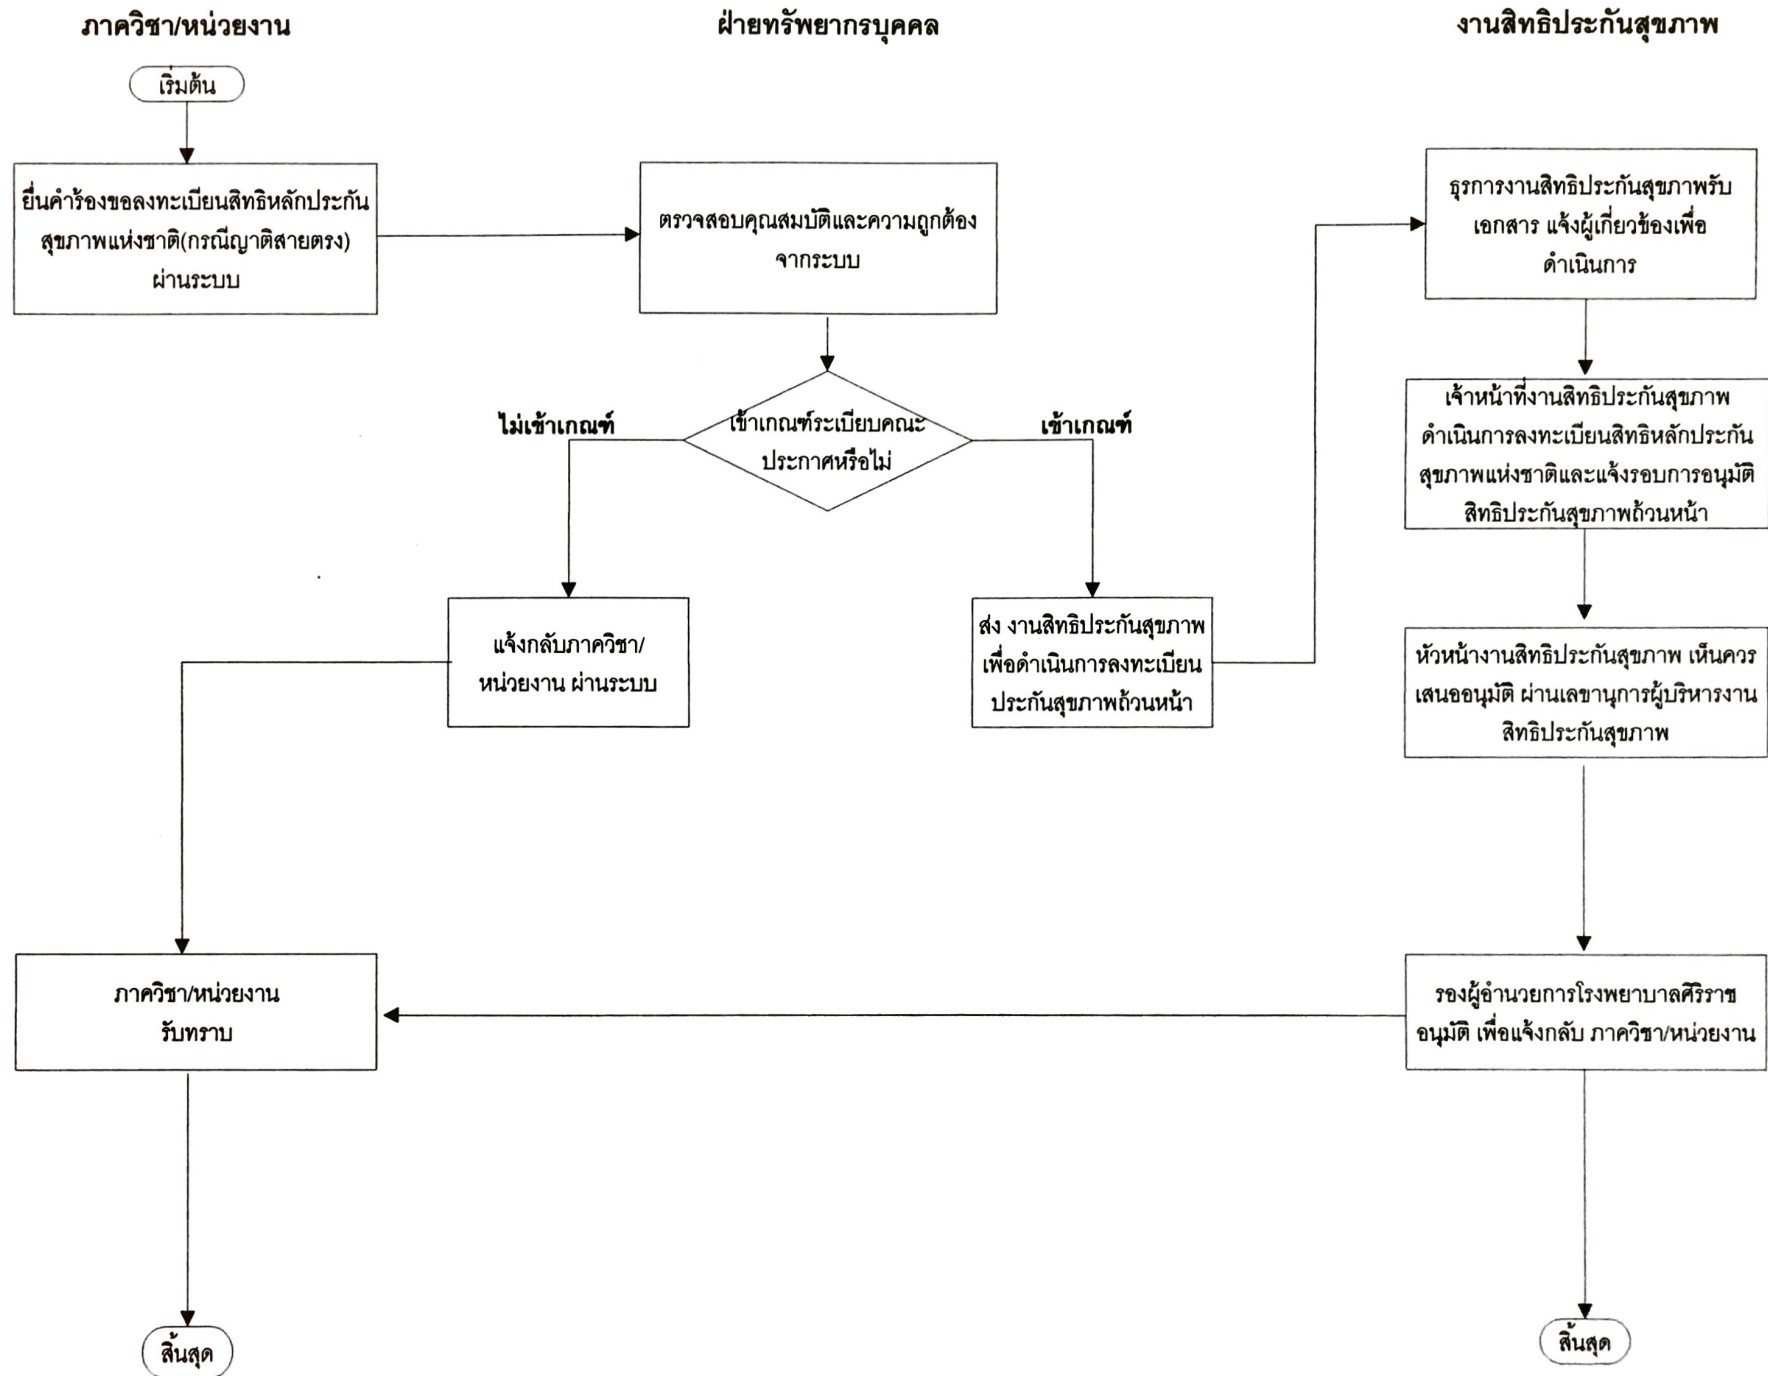 ภาควิชา/หน่วยงาน
ฝ่ายทรัพยากรบุคคล
งานสิทธิประกันสุขภาพ
เริ่มต้น
ยื่นคำร้องขอลงทะเบียนสิทธิหลักประกัน
สุขภาพแห่งชาติ(กรณีญาติสายตรง)
ผ่านระบบ
ตรวจสอบคุณสมบัติและความถูกต้อง
จากระบบ
ธุรการงานสิทธิประกันสุขภาพรับ
เอกสาร แจ้งผู้เกี่ยวข้องเพื่อ
ดำเนินการ
ไม่เข้าเกณฑ์
เข้าเกณฑ์ระเบียบคณะ
ประกาศหรือไม่
เข้าเกณฑ์
เจ้าหน้าที่งานสิทธิประกันสุขภาพ
ดำเนินการลงทะเบียนสิทธิหลักประกัน
สุขภาพแห่งชาติและแจ้งรอบการอนุมัติ
สิทธิประกันสุขภาพถ้วนหน้า
แจ้งกลับภาควิชา/
หน่วยงาน ผ่านระบบ
ส่ง งานสิทธิประกันสุขภาพ
เพื่อดำเนินการลงทะเบียน
ประกันสุขภาพถ้วนหน้า
หัวหน้างานสิทธิประกันสุขภาพ เห็นควร
เสนออนุมัติ ผ่านเลขานุการผู้บริหารงาน
สิทธิประกันสุขภาพ
ภาควิชา/หน่วยงาน
รับทราบ
รองผู้อำนวยการโรงพยาบาลศิริราช
อนุมัติ เพื่อแจ้งกลับ ภาควิชา/หน่วยงาน
สิ้นสุด
สิ้นสุด